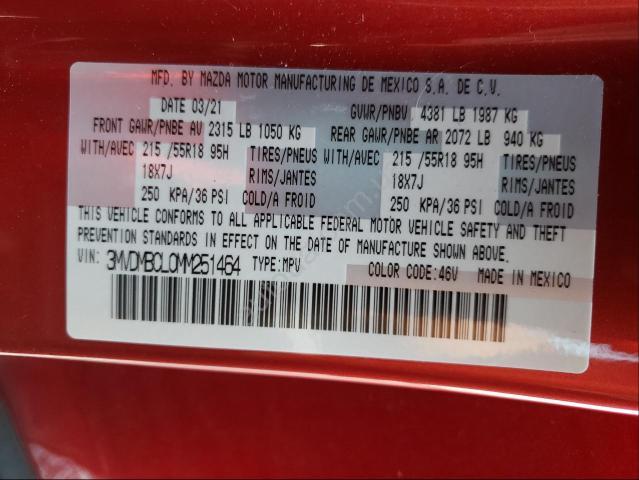 MFD. BY MAZDA MOTOR MANUFACTURING DE MEXICO S.A. DE C.V.
DATE 03/21 GVWR/PNBV 4381 LB 1987 KG
FRONT GAWR/PNBE AV 2315 LB 1050 KG REAR GAWR/PNBE AR 2072 LB 940 KG
WITH/AVEC 215 /55R18 95H TIRES/PNEUS WITH/AVEC 215 /55R18 95H TIRES/PNEUS
18X7J RIMS/JANTES 18X7J RIMS/JANTES
250 KPA/36 PSI COLD/A FROID 250 KPA/36 PSI COLD/A FROID
THIS VEHICLE CONFORMS TO ALL APPLICABLE FEDERAL MOTOR VEHICLE SAFETY AND THEFT
PREVENTION STANDARDS IN EFFECT ON THE DATE OF MANUFACTURE SHOWN ABOVE.
VIN: 3MVDMBCL0MM251464 TYPE:MPV COLOR CODE:46V MADE IN MEXICO